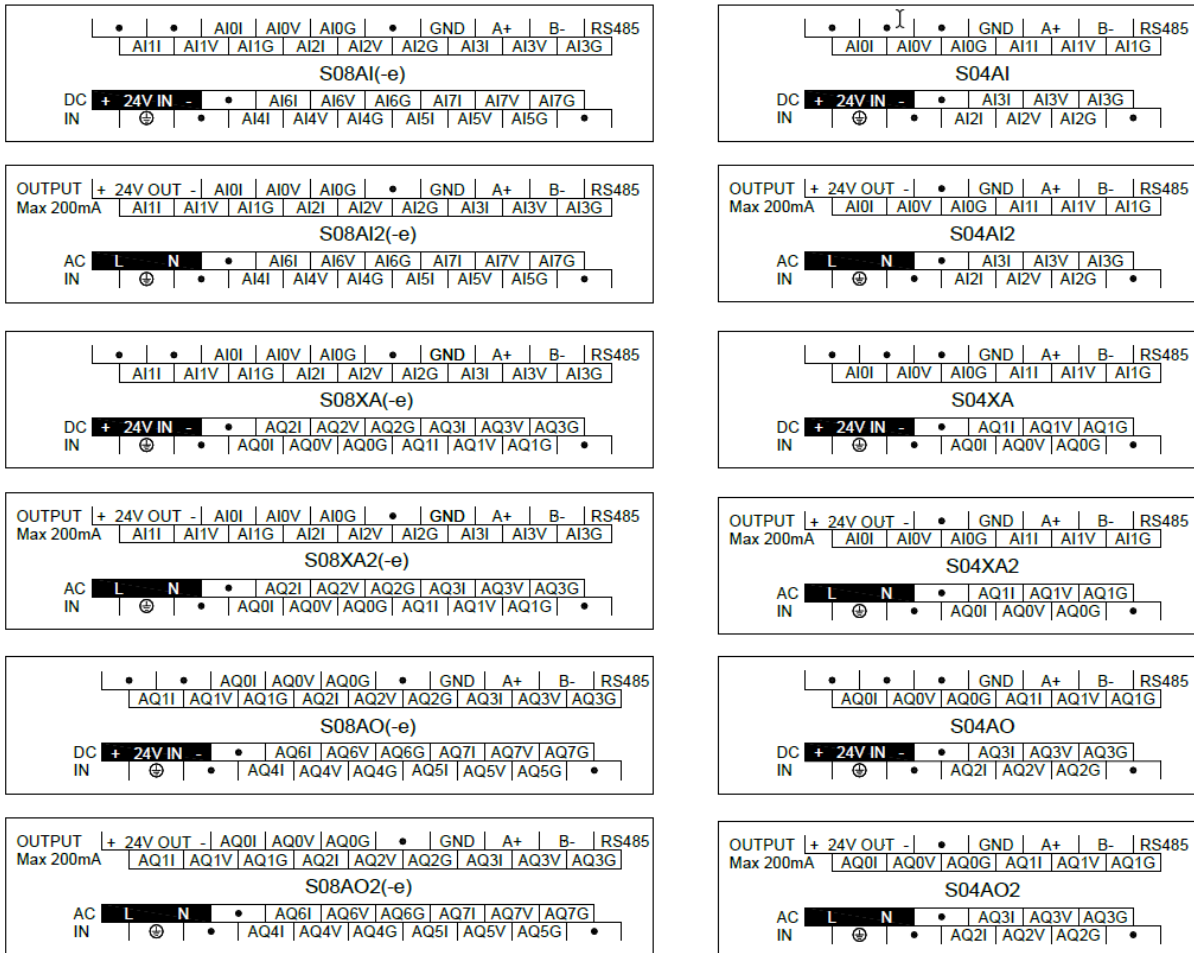 • • AI0I AI0V AI0G • GND A+ B- RS485
AI1I AI1V AI1G AI2I AI2V AI2G AI3I AI3V AI3G
S08AI(-e)
DC + 24V IN - • AI6I AI6V AI6G AI7I AI7V AI7G
IN • AI4I AI4V AI4G AI5I AI5V AI5G •
• • • GND A+ B- RS485
AI0I AI0V AI0G AI1I AI1V AI1G
S04AI
DC + 24V IN - • AI3I AI3V AI3G
IN • AI2I AI2V AI2G •
OUTPUT + 24V OUT - AI0I AI0V AI0G • GND A+ B- RS485
Max 200mA AI1I AI1V AI1G AI2I AI2V AI2G AI3I AI3V AI3G
S08AI2(-e)
AC L N • AI6I AI6V AI6G AI7I AI7V AI7G
IN • AI4I AI4V AI4G AI5I AI5V AI5G •
OUTPUT + 24V OUT - • GND A+ B- RS485
Max 200mA AI0I AI0V AI0G AI1I AI1V AI1G
S04AI2
AC L N • AI3I AI3V AI3G
IN • AI2I AI2V AI2G •
• • AI0I AI0V AI0G • GND A+ B- RS485
AI1I AI1V AI1G AI2I AI2V AI2G AI3I AI3V AI3G
S08XA(-e)
DC + 24V IN - • AQ2I AQ2V AQ2G AQ3I AQ3V AQ3G
IN • AQ0I AQ0V AQ0G AQ1I AQ1V AQ1G •
• • • GND A+ B- RS485
AI0I AI0V AI0G AI1I AI1V AI1G
S04XA
DC + 24V IN - • AQ1I AQ1V AQ1G
IN • AQ0I AQ0V AQ0G •
OUTPUT + 24V OUT - AI0I AI0V AI0G • GND A+ B- RS485
Max 200mA AI1I AI1V AI1G AI2I AI2V AI2G AI3I AI3V AI3G
S08XA2(-e)
AC L N • AQ2I AQ2V AQ2G AQ3I AQ3V AQ3G
IN • AQ0I AQ0V AQ0G AQ1I AQ1V AQ1G •
OUTPUT + 24V OUT - • GND A+ B- RS485
Max 200mA AI0I AI0V AI0G AI1I AI1V AI1G
S04XA2
AC L N • AQ1I AQ1V AQ1G
IN • AQ0I AQ0V AQ0G •
• • AQ0I AQ0V AQ0G • GND A+ B- RS485
AQ1I AQ1V AQ1G AQ2I AQ2V AQ2G AQ3I AQ3V AQ3G
S08AO(-e)
DC + 24V IN - • AQ6I AQ6V AQ6G AQ7I AQ7V AQ7G
IN • AQ4I AQ4V AQ4G AQ5I AQ5V AQ5G •
• • • GND A+ B- RS485
AQ0I AQ0V AQ0G AQ1I AQ1V AQ1G
S04AO
DC + 24V IN - • AQ3I AQ3V AQ3G
IN • AQ2I AQ2V AQ2G •
OUTPUT + 24V OUT - AQ0I AQ0V AQ0G • GND A+ B- RS485
Max 200mA AQ1I AQ1V AQ1G AQ2I AQ2V AQ2G AQ3I AQ3V AQ3G
S08AO2(-e)
AC L N • AQ6I AQ6V AQ6G AQ7I AQ7V AQ7G
IN • AQ4I AQ4V AQ4G AQ5I AQ5V AQ5G •
OUTPUT + 24V OUT - • GND A+ B- RS485
Max 200mA AQ0I AQ0V AQ0G AQ1I AQ1V AQ1G
S04AO2
AC L N • AQ3I AQ3V AQ3G
IN • AQ2I AQ2V AQ2G •